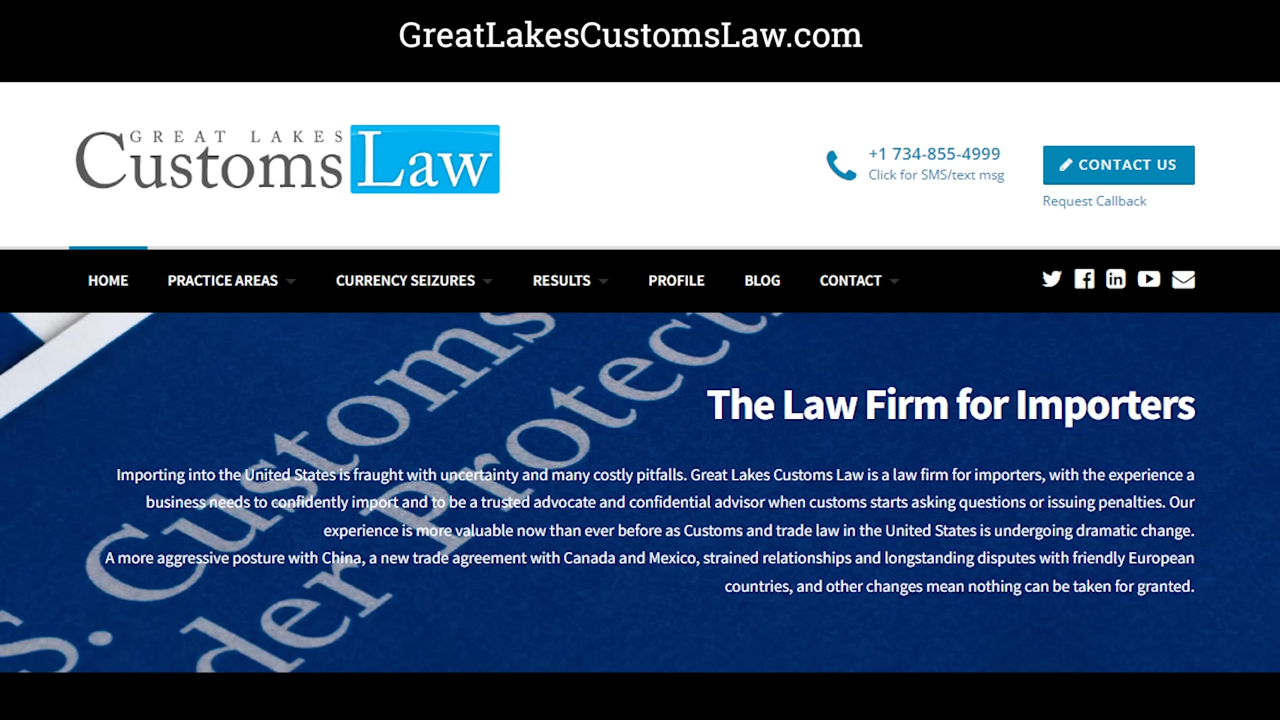 GreatLakesCustomsLaw.com
GREAT LAKES
Customs Law
+1 734-855-4999
Click for SMS/text msg
CONTACT US
Request Callback
HOME PRACTICE AREAS CURRENCY SEIZURES RESULTS PROFILE BLOG CONTACT
The Law Firm for Importers
Importing into the United States is fraught with uncertainty and many costly pitfalls. Great Lakes Customs Law is a law firm for importers, with the experience a
business needs to confidently import and to be a trusted advocate and confidential advisor when customs starts asking questions or issuing penalties. Our
experience is more valuable now than ever before as Customs and trade law in the United States is undergoing dramatic change.
A more aggressive posture with China, a new trade agreement with Canada and Mexico, strained relationships and longstanding disputes with friendly European
countries, and other changes mean nothing can be taken for granted.
S. Customs
der Protecti